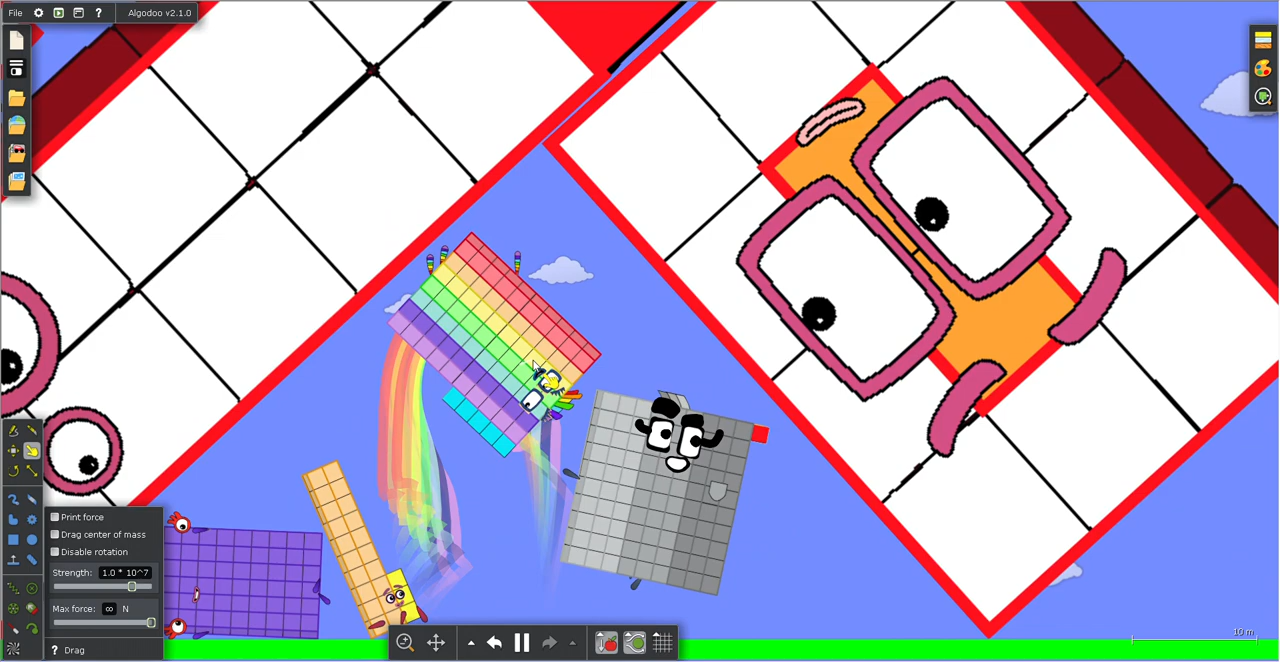 File ? Algodoo v2.1.0
Print force
Drag center of mass
Disable rotation
Strength: 1.0 * 10^7
Max force: ∞ N
? Drag
10 m